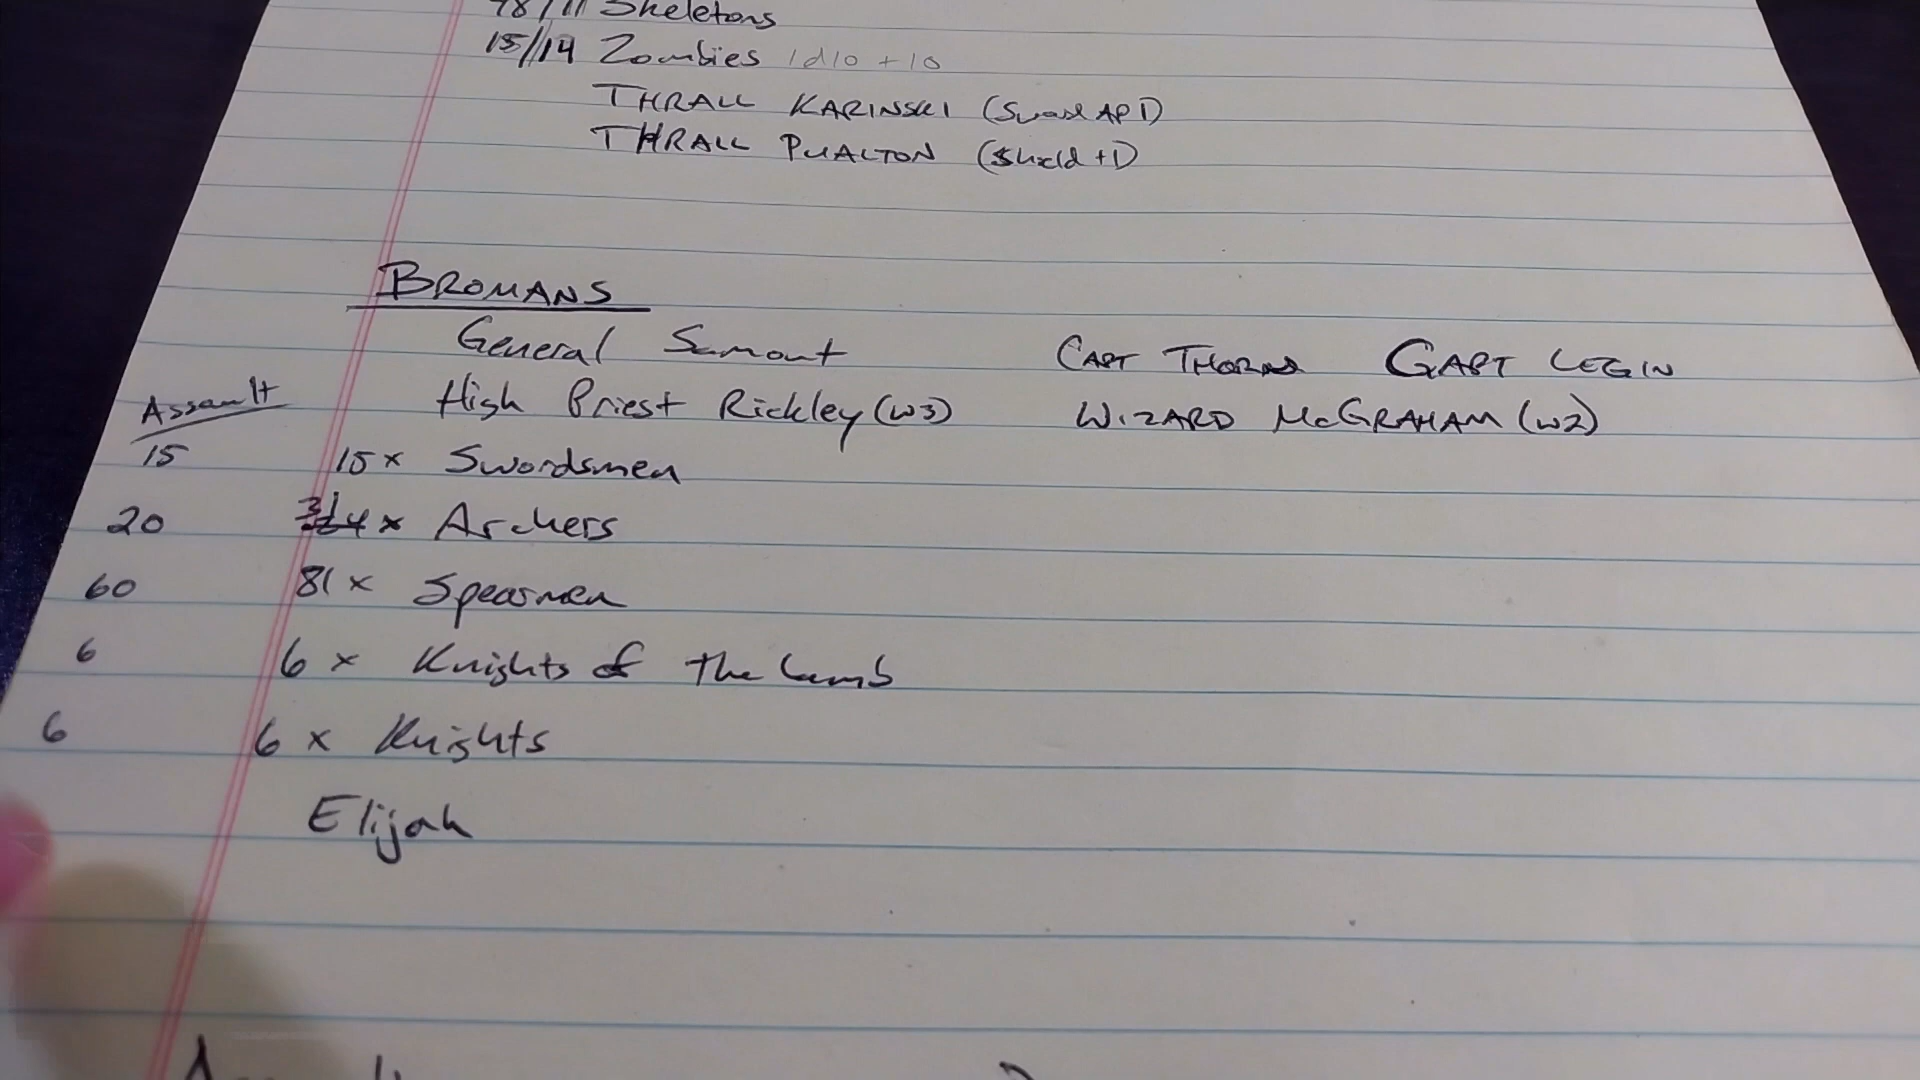 Skeletons
15/14 Zombies 1d10 + 10
THRALL KARINSKI (Sword AP1)
THRALL PUALTON (Shield +1)
BROMANS
General Samout CAPT THORNS CAPT LEGIN
Assault High Priest Rickley (W3) WIZARD McGRAHAM (W2)
15 15 x Swordsmen
20 x Archers
60 81 x Spearmen
6 6 x Knights of The Lamb
6 6 x Knights
Elijah